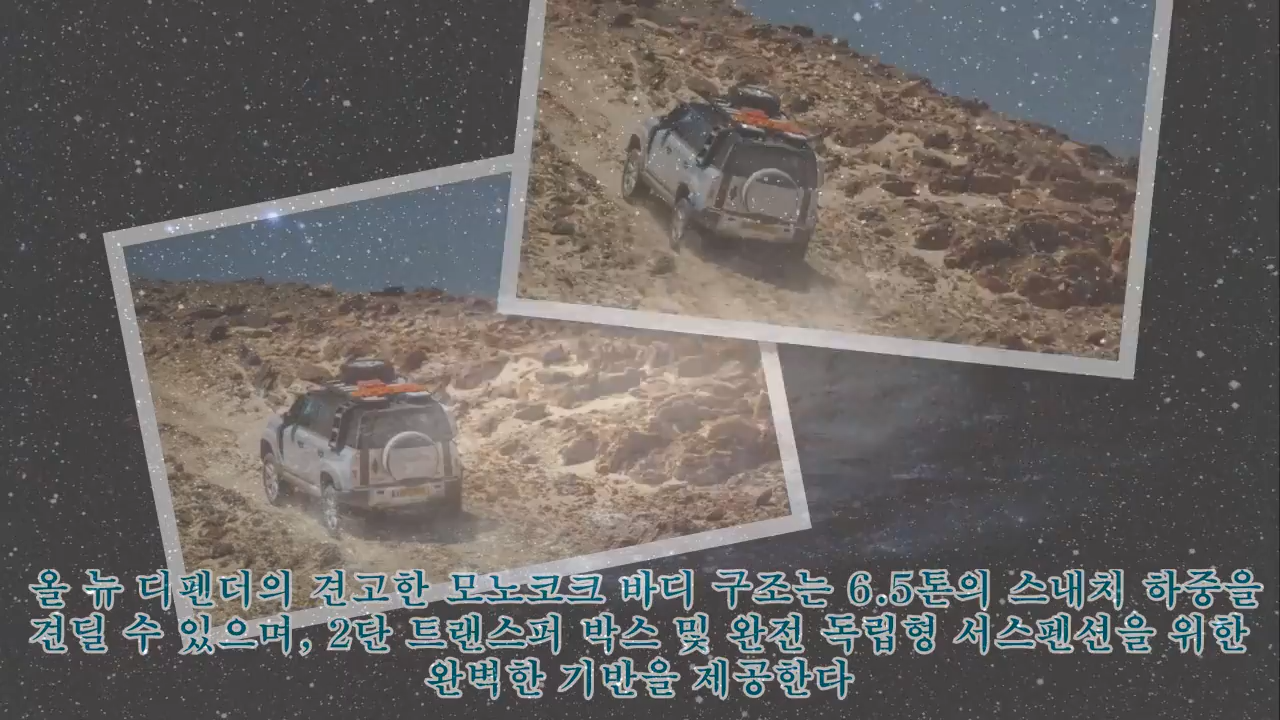 올 뉴 디펜더의 견고한 모노코크 바디 구조는 6.5톤의 스내치 하중을
견딜 수 있으며, 2단 트랜스퍼 박스 및 완전 독립형 서스펜션을 위한
완벽한 기반을 제공한다